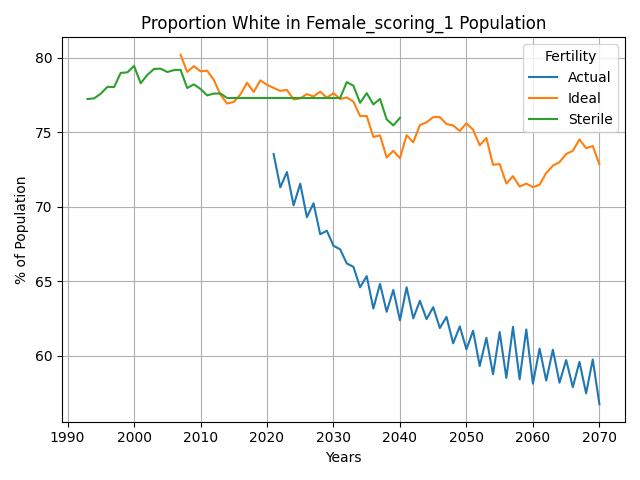 Proportion White in Female_scoring_1 Population
% of Population
80
75
70
65
60
Fertility
Actual
Ideal
Sterile
1990 2000 2010 2020 2030 2040 2050 2060 2070
Years